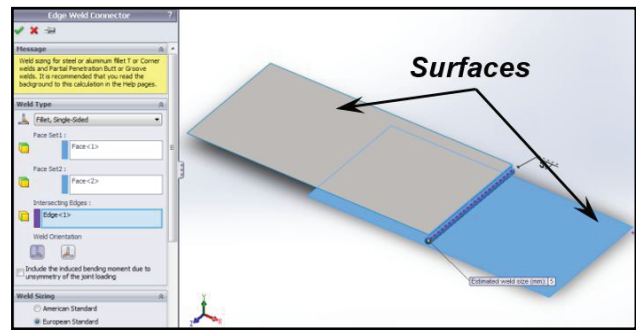 Edge Weld Connector
?
Message
Weld sizing for steel or aluminum fillet T or Corner
welds and Partial Penetration Butt or Groove
welds. It is recommended that you read the
background to this calculation in the Help pages.
Weld Type
Fillet, Single-Sided
Face Set1 :
Face<1>
Face Set2 :
Face<2>
Intersecting Edges :
Edge<1>
Weld Orientation
Include the induced bending moment due to
unsymmetry of the joint loading
Weld Sizing
American Standard
European Standard
Surfaces
Estimated weld size (mm): 5